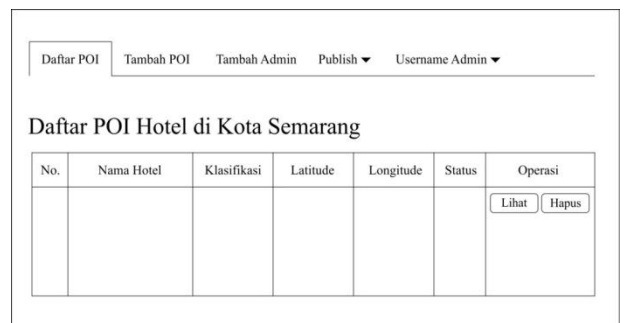 Daftar POI Tambah POI Tambah Admin Publish Username Admin
Daftar POI Hotel di Kota Semarang
No. Nama Hotel Klasifikasi Latitude Longitude Status Operasi
Lihat Hapus